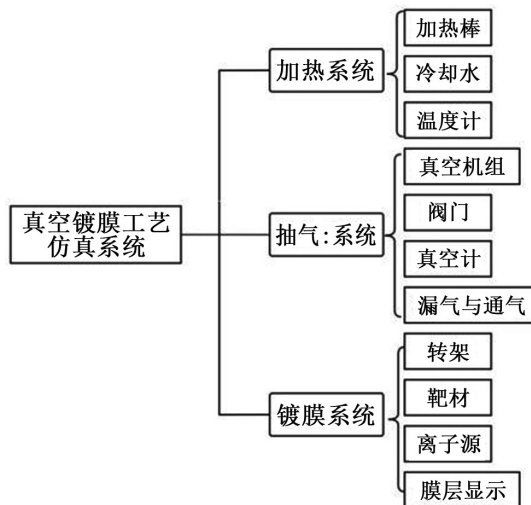 加热棒
加热系统
冷却水
温度计
真空机组
阀门
真空镀膜工艺
仿真系统
抽气:系统
真空计
漏气与通气
转架
靶材
镀膜系统
离子源
膜层显示